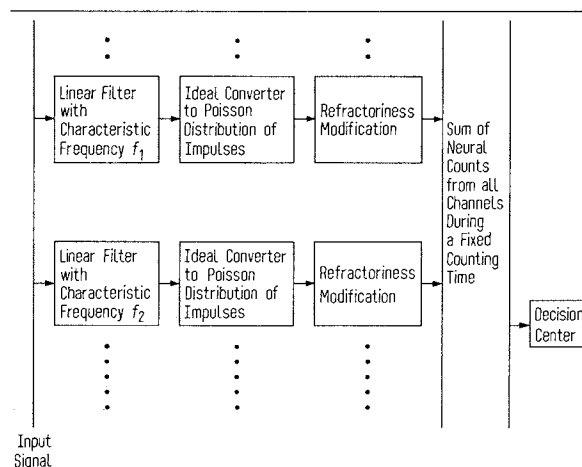 Linear Filter
with
Characteristic
Frequency f1
Ideal Converter
to Poisson
Distribution of
Impulses
Refractoriness
Modification
Sum of
Neural
Counts
from all
Channels
During
a Fixed
Counting
Time
Linear Filter
with
Characteristic
Frequency f2
Ideal Converter
to Poisson
Distribution of
Impulses
Refractoriness
Modification
Decision
Center
Input
Signal